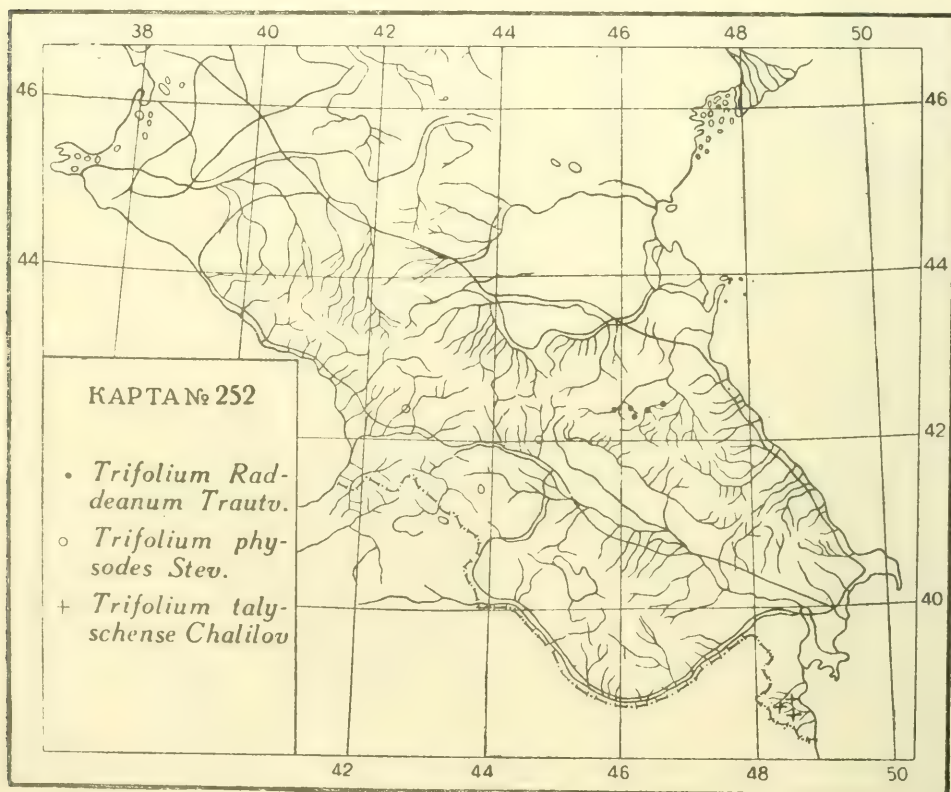 38 40 42 44 46 48 50
46 46
44 44
КАРТА № 252
42
• Trifolium Rad-
deanum Trautv.
○ Trifolium phy-
sodes Stev.
+ Trifolium taly-
schense Chalilov
40
42 44 46 48 50